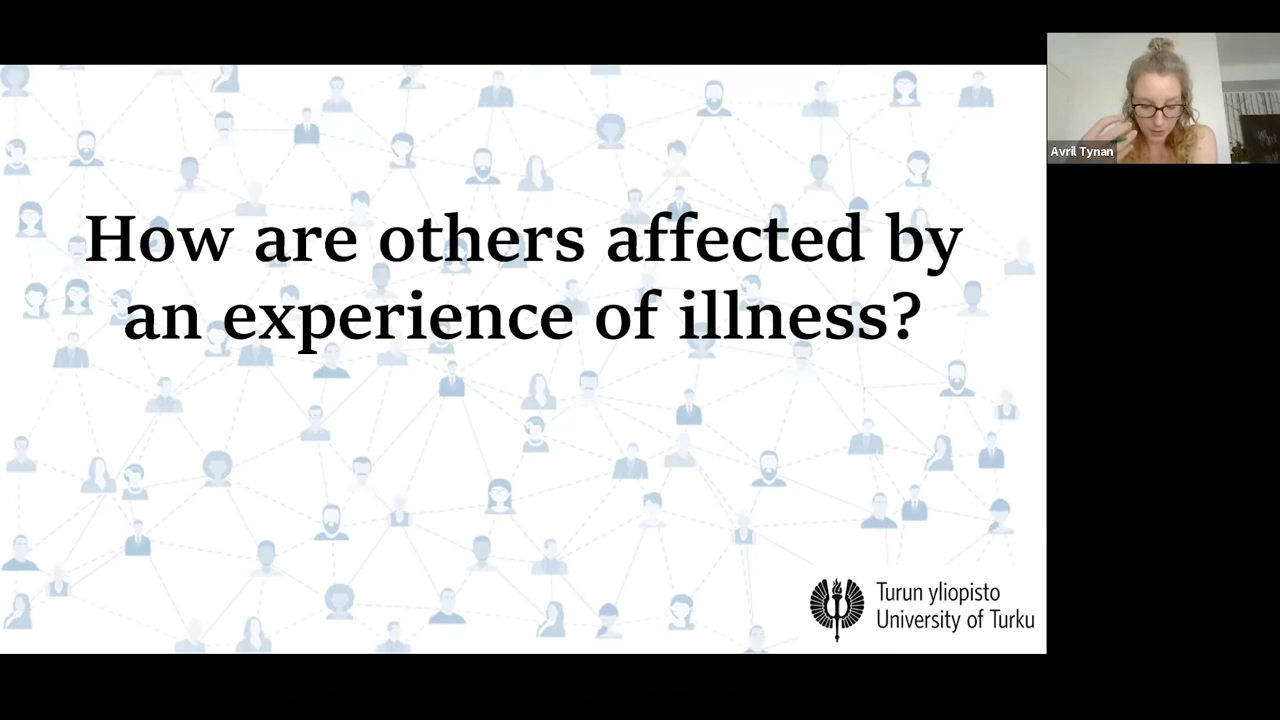 How are others affected by
an experience of illness?
Turun yliopisto
University of Turku
Avril Tynan